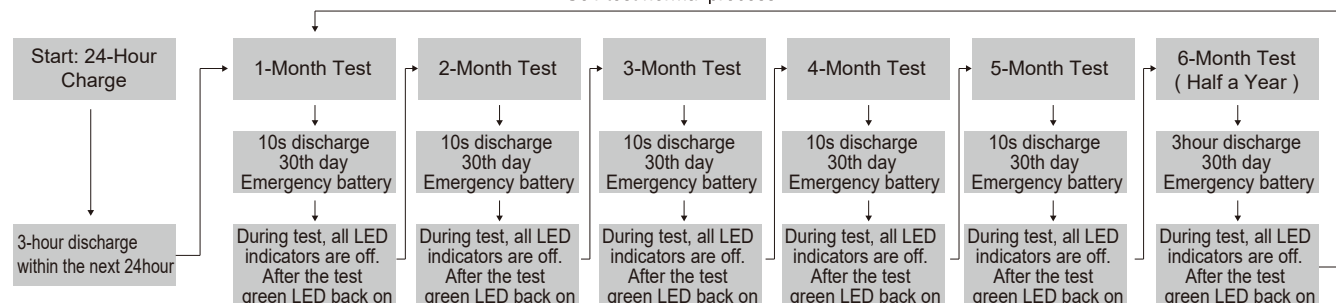 Start: 24-Hour
Charge
3-hour discharge
within the next 24hour
1-Month Test
10s discharge
30th day
Emergency battery
During test, all LED
indicators are off.
After the test
green LED back on
2-Month Test
10s discharge
30th day
Emergency battery
During test, all LED
indicators are off.
After the test
green LED back on
3-Month Test
10s discharge
30th day
Emergency battery
During test, all LED
indicators are off.
After the test
green LED back on
4-Month Test
10s discharge
30th day
Emergency battery
During test, all LED
indicators are off.
After the test
green LED back on
5-Month Test
10s discharge
30th day
Emergency battery
During test, all LED
indicators are off.
After the test
green LED back on
6-Month Test
( Half a Year )
3hour discharge
30th day
Emergency battery
During test, all LED
indicators are off.
After the test
green LED back on